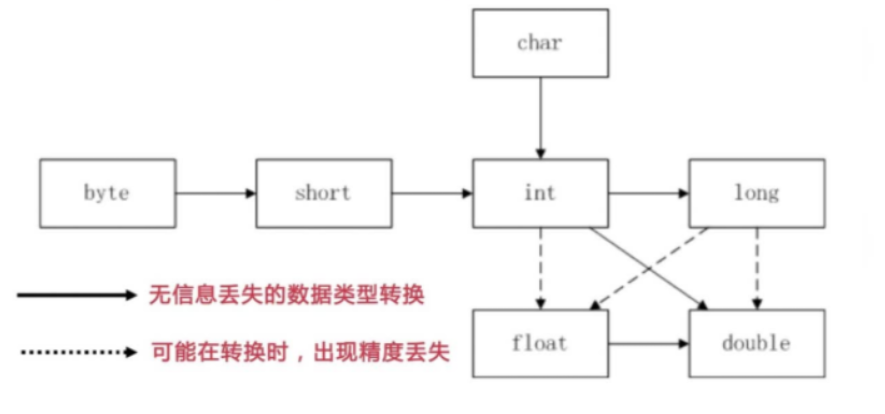 char
byte
short
int
long
无信息丢失的数据类型转换
可能在转换时，出现精度丢失
float
double